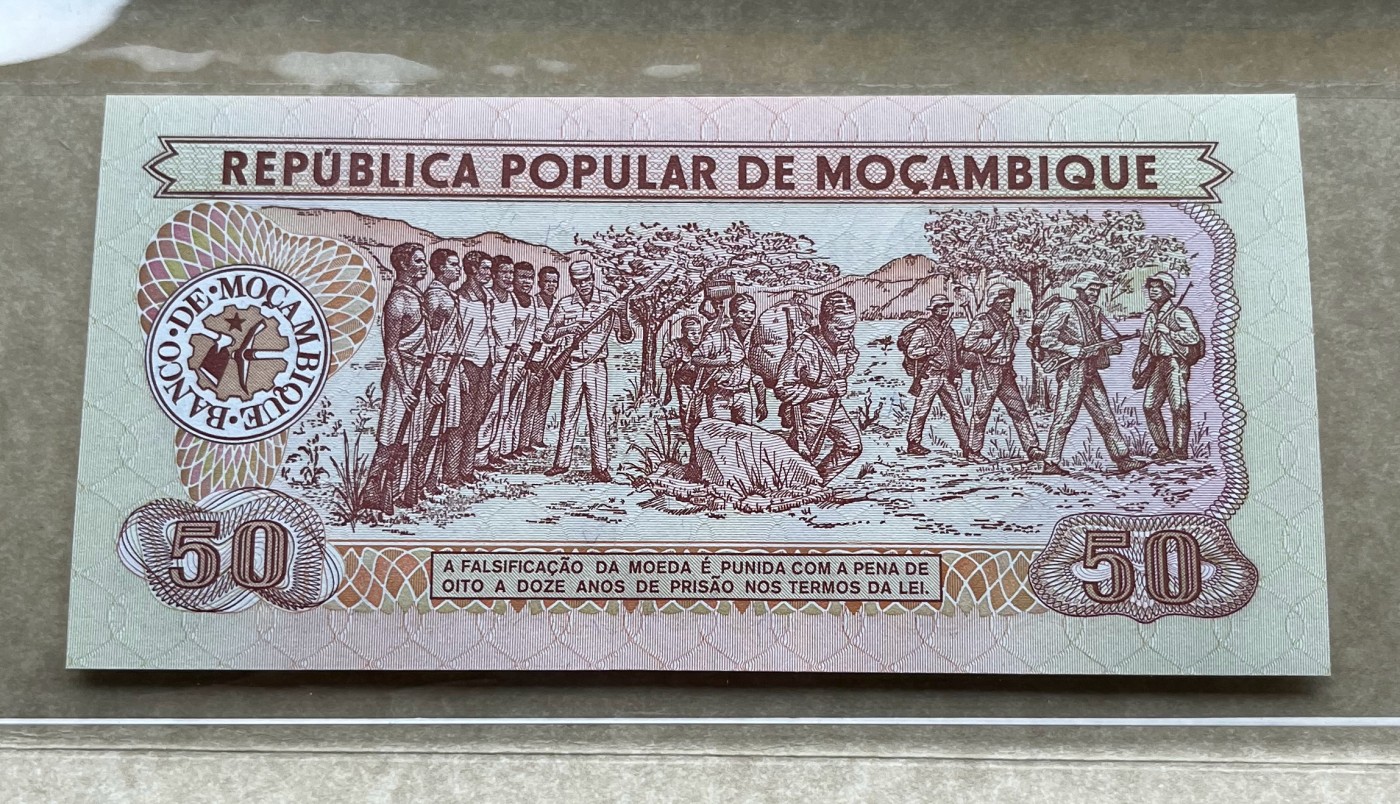 REPÚBLICA POPULAR DE MOÇAMBIQUE
BANCO·DE·MOÇAMBIQUE·
50
A FALSIFICAÇÃO DA MOEDA É PUNIDA COM A PENA DE
OITO A DOZE ANOS DE PRISÃO NOS TERMOS DA LEI.
50